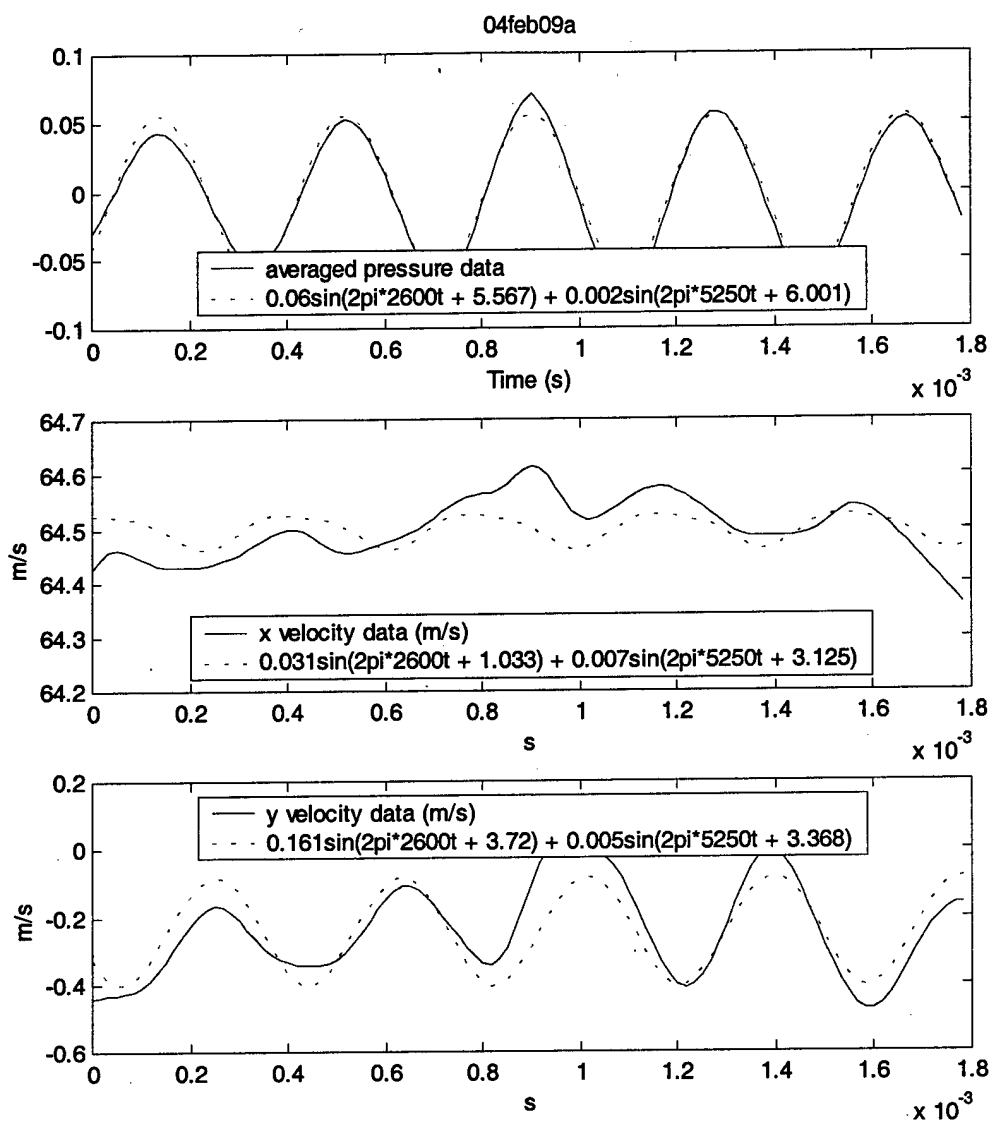 04feb09a
0.1
0.05
0
-0.05
-0.1
averaged pressure data
0.06sin(2pi*2600t + 5.567) + 0.002sin(2pi*5250t + 6.001)
0 0.2 0.4 0.6 0.8 1 1.2 1.4 1.6 1.8
Time (s)
x 10-3
64.7
64.6
64.5
64.4
64.3
64.2
m/s
x velocity data (m/s)
0.031sin(2pi*2600t + 1.033) + 0.007sin(2pi*5250t + 3.125)
0 0.2 0.4 0.6 0.8 1 1.2 1.4 1.6 1.8
s
x 10-3
0.2
0
-0.2
-0.4
-0.6
m/s
y velocity data (m/s)
0.161sin(2pi*2600t + 3.72) + 0.005sin(2pi*5250t + 3.368)
0 0.2 0.4 0.6 0.8 1 1.2 1.4 1.6 1.8
s
x 10-3